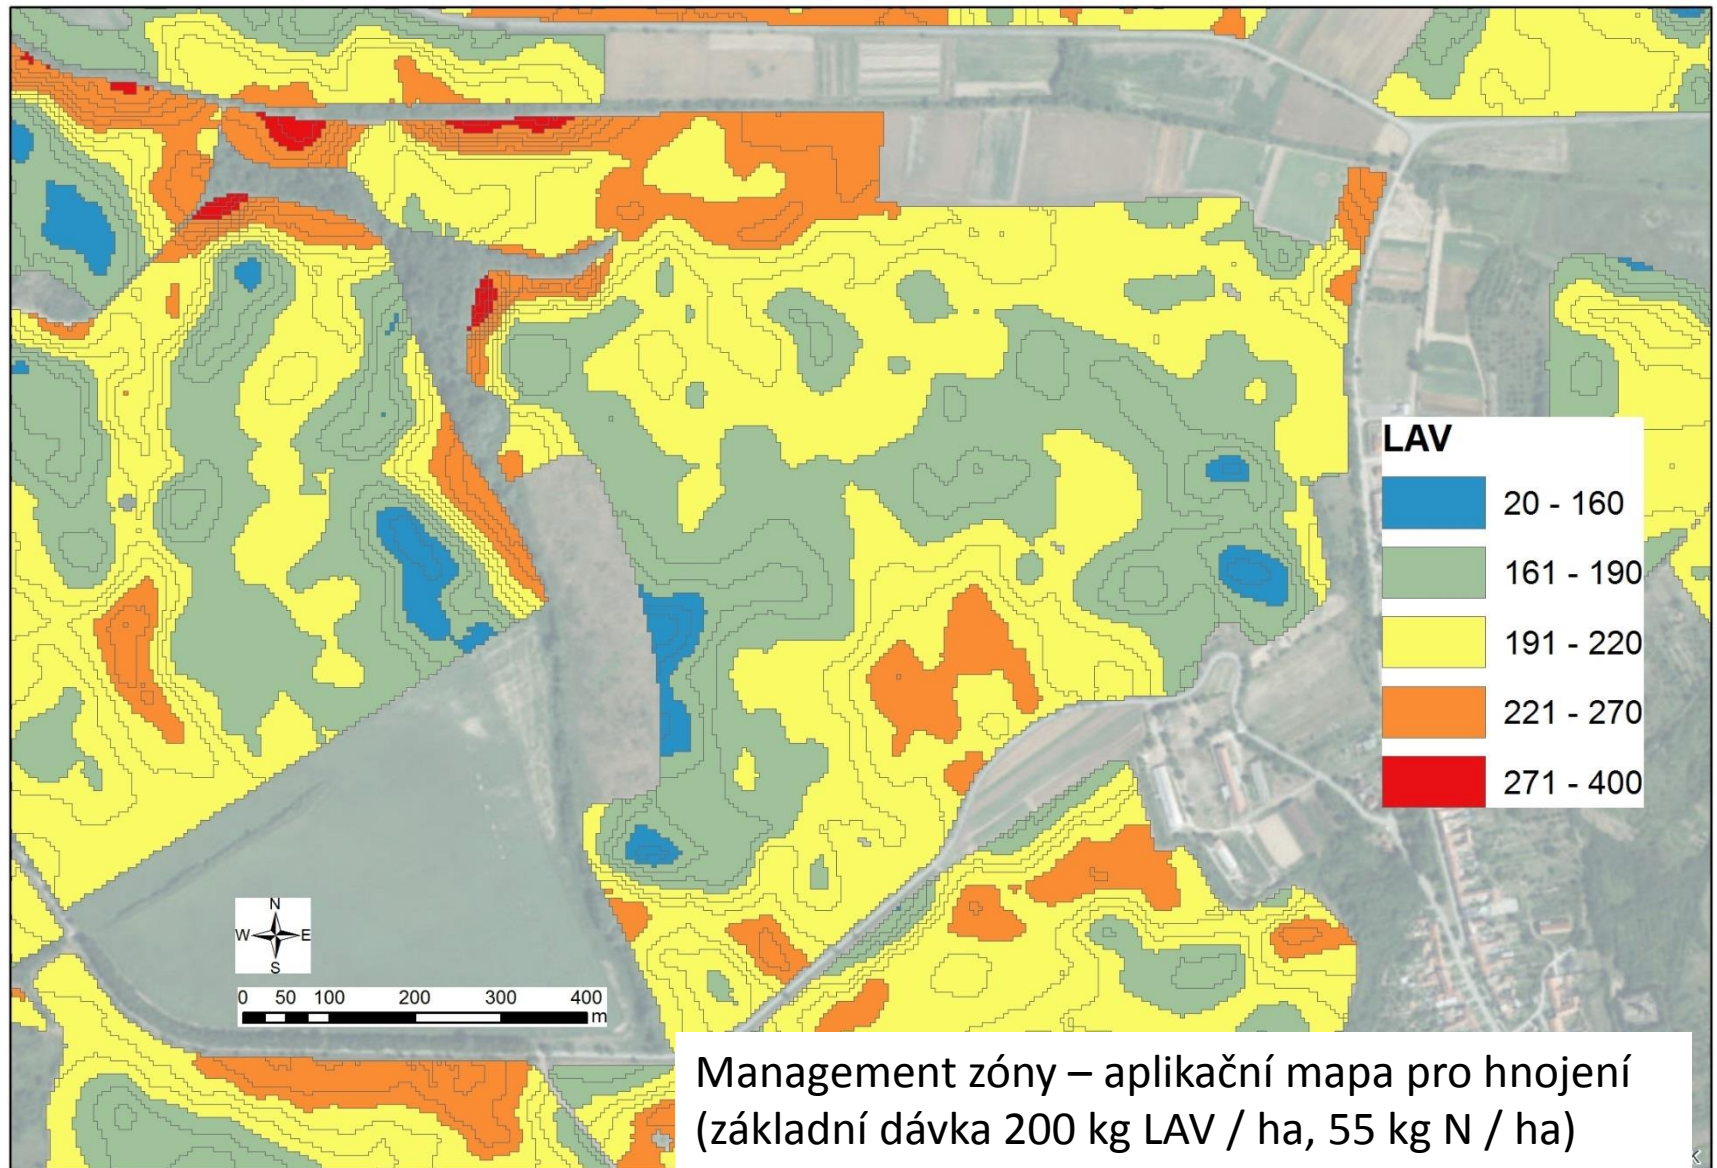 LAV
20 - 160
161 - 190
191 - 220
221 - 270
271 - 400
N
W E
S
0 50 100 200 300 400
m
Management zóny – aplikační mapa pro hnojení
(základní dávka 200 kg LAV / ha, 55 kg N / ha)